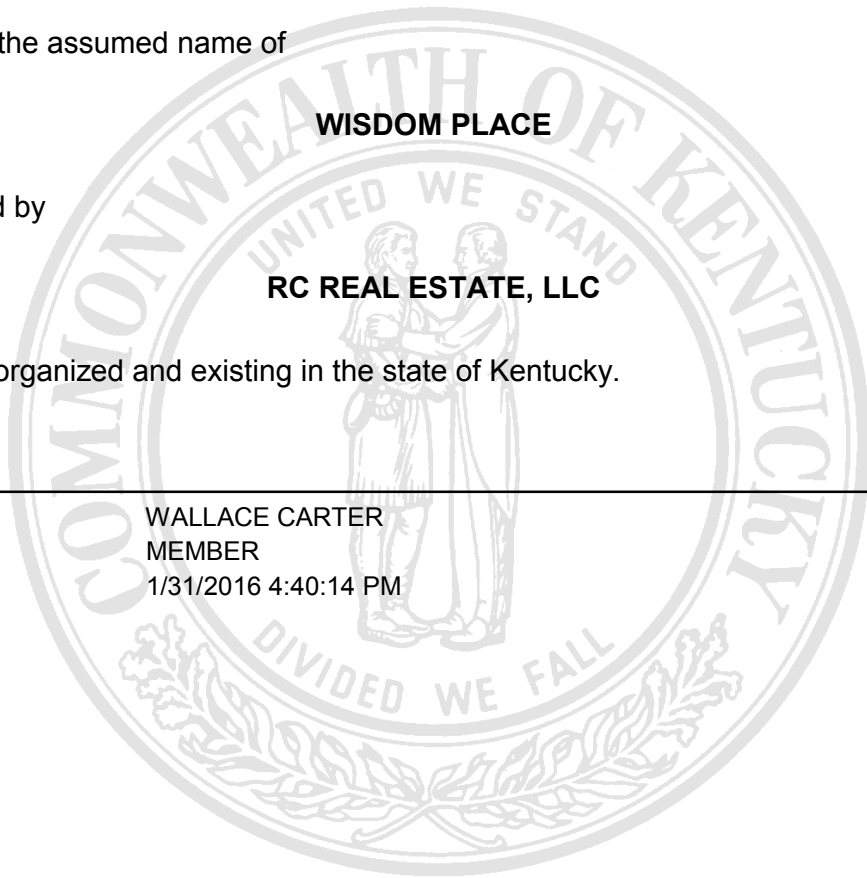 the assumed name of
WISDOM PLACE
d by
RC REAL ESTATE, LLC
organized and existing in the state of Kentucky.
WALLACE CARTER
MEMBER
1/31/2016 4:40:14 PM
COMMONWEALTH OF KENTUCKY
UNITED WE STAND
DIVIDED WE FALL